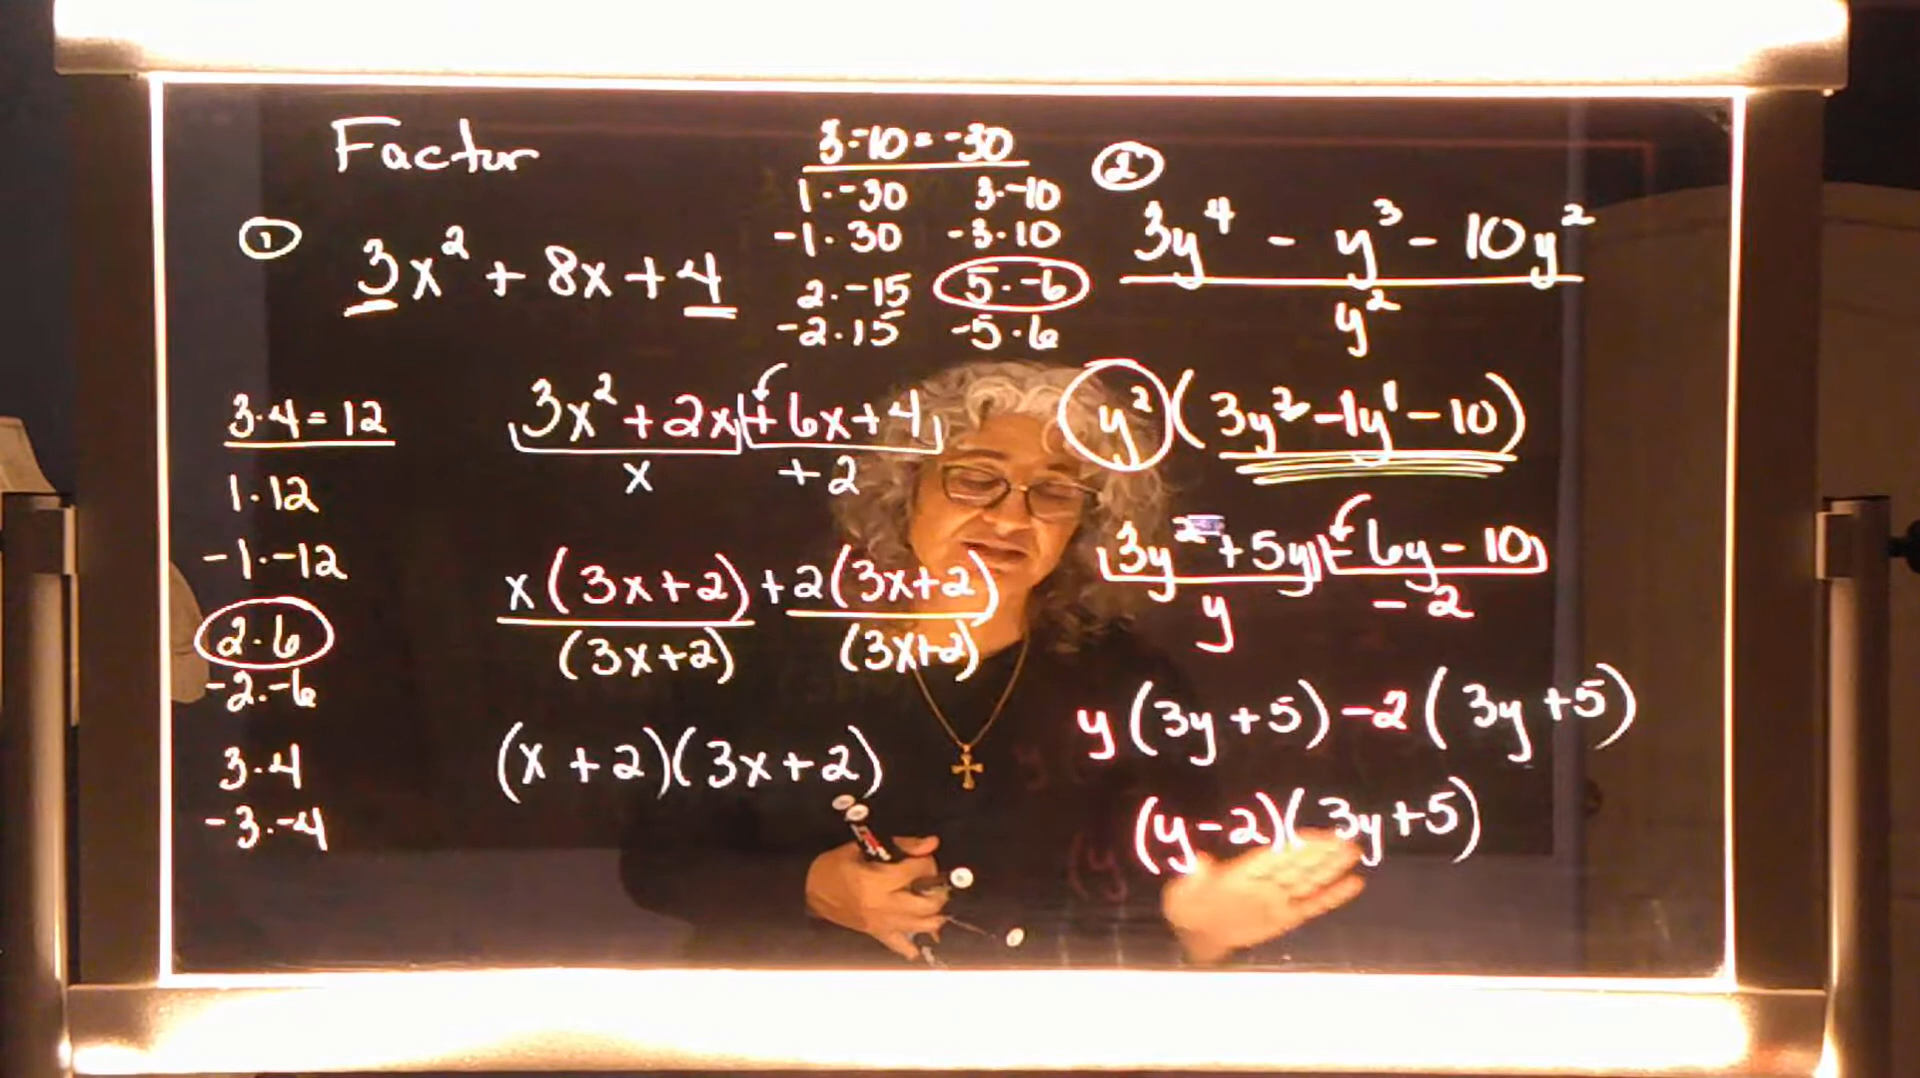 Factor
① 3x² + 8x + 4
3·4 = 12
1·12
-1·-12
2·6
-2·-6
3·4
-3·-4
3x² + 2x + 6x + 4
x +2
x(3x+2) + 2(3x+2)
(3x+2) (3x+2)
(x + 2)(3x + 2)
3·-10 = -30
1·-30 3·-10
-1·30 -3·10
2·-15 5·-6
-2·15 -5·6
② 3y⁴ - y³ - 10y²
y²
y²(3y² - 1y¹ - 10)
3y² + 5y - 6y - 10
y -2
y(3y + 5) - 2(3y + 5)
(y - 2)(3y + 5)